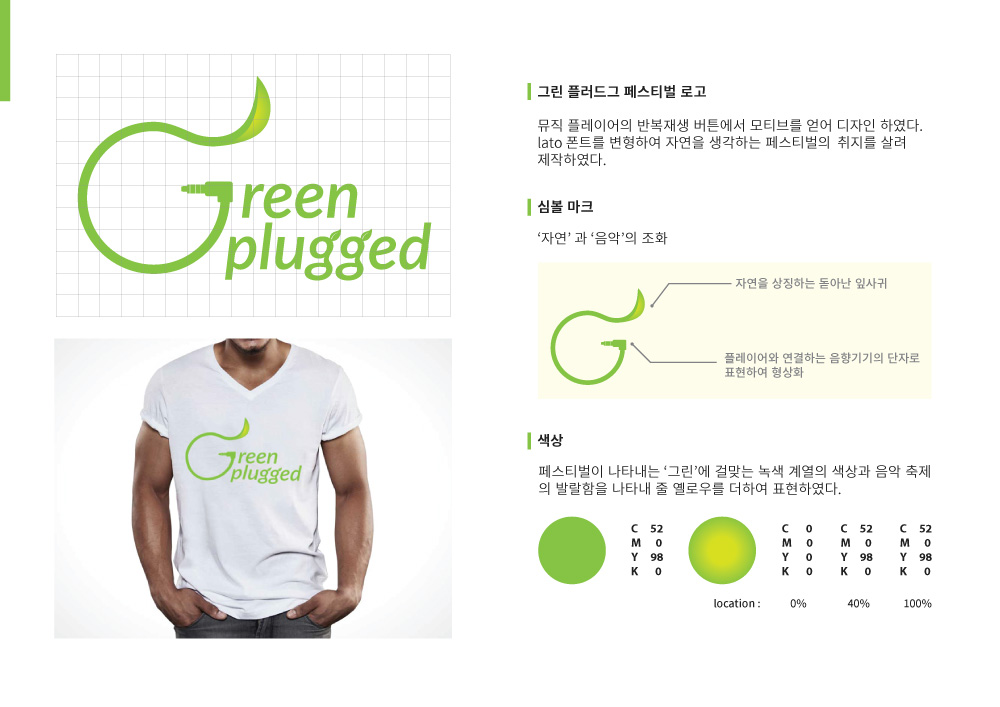 Green
plugged
Green
plugged
그린 플러드그 페스티벌 로고
뮤직 플레이어의 반복재생 버튼에서 모티브를 얻어 디자인 하였다.
lato 폰트를 변형하여 자연을 생각하는 페스티벌의 취지를 살려
제작하였다.
심볼 마크
‘자연’ 과 ‘음악’의 조화
자연을 상징하는 돋아난 잎사귀
플레이어와 연결하는 음향기기의 단자로
표현하여 형상화
색상
페스티벌이 나타내는 ‘그린’에 걸맞는 녹색 계열의 색상과 음악 축제
의 발랄함을 나타내 줄 옐로우를 더하여 표현하였다.
C 52 C 0 C 52 C 52
M 0 M 0 M 0 M 0
Y 98 Y 0 Y 98 Y 98
K 0 K 0 K 0 K 0
location : 0% 40% 100%